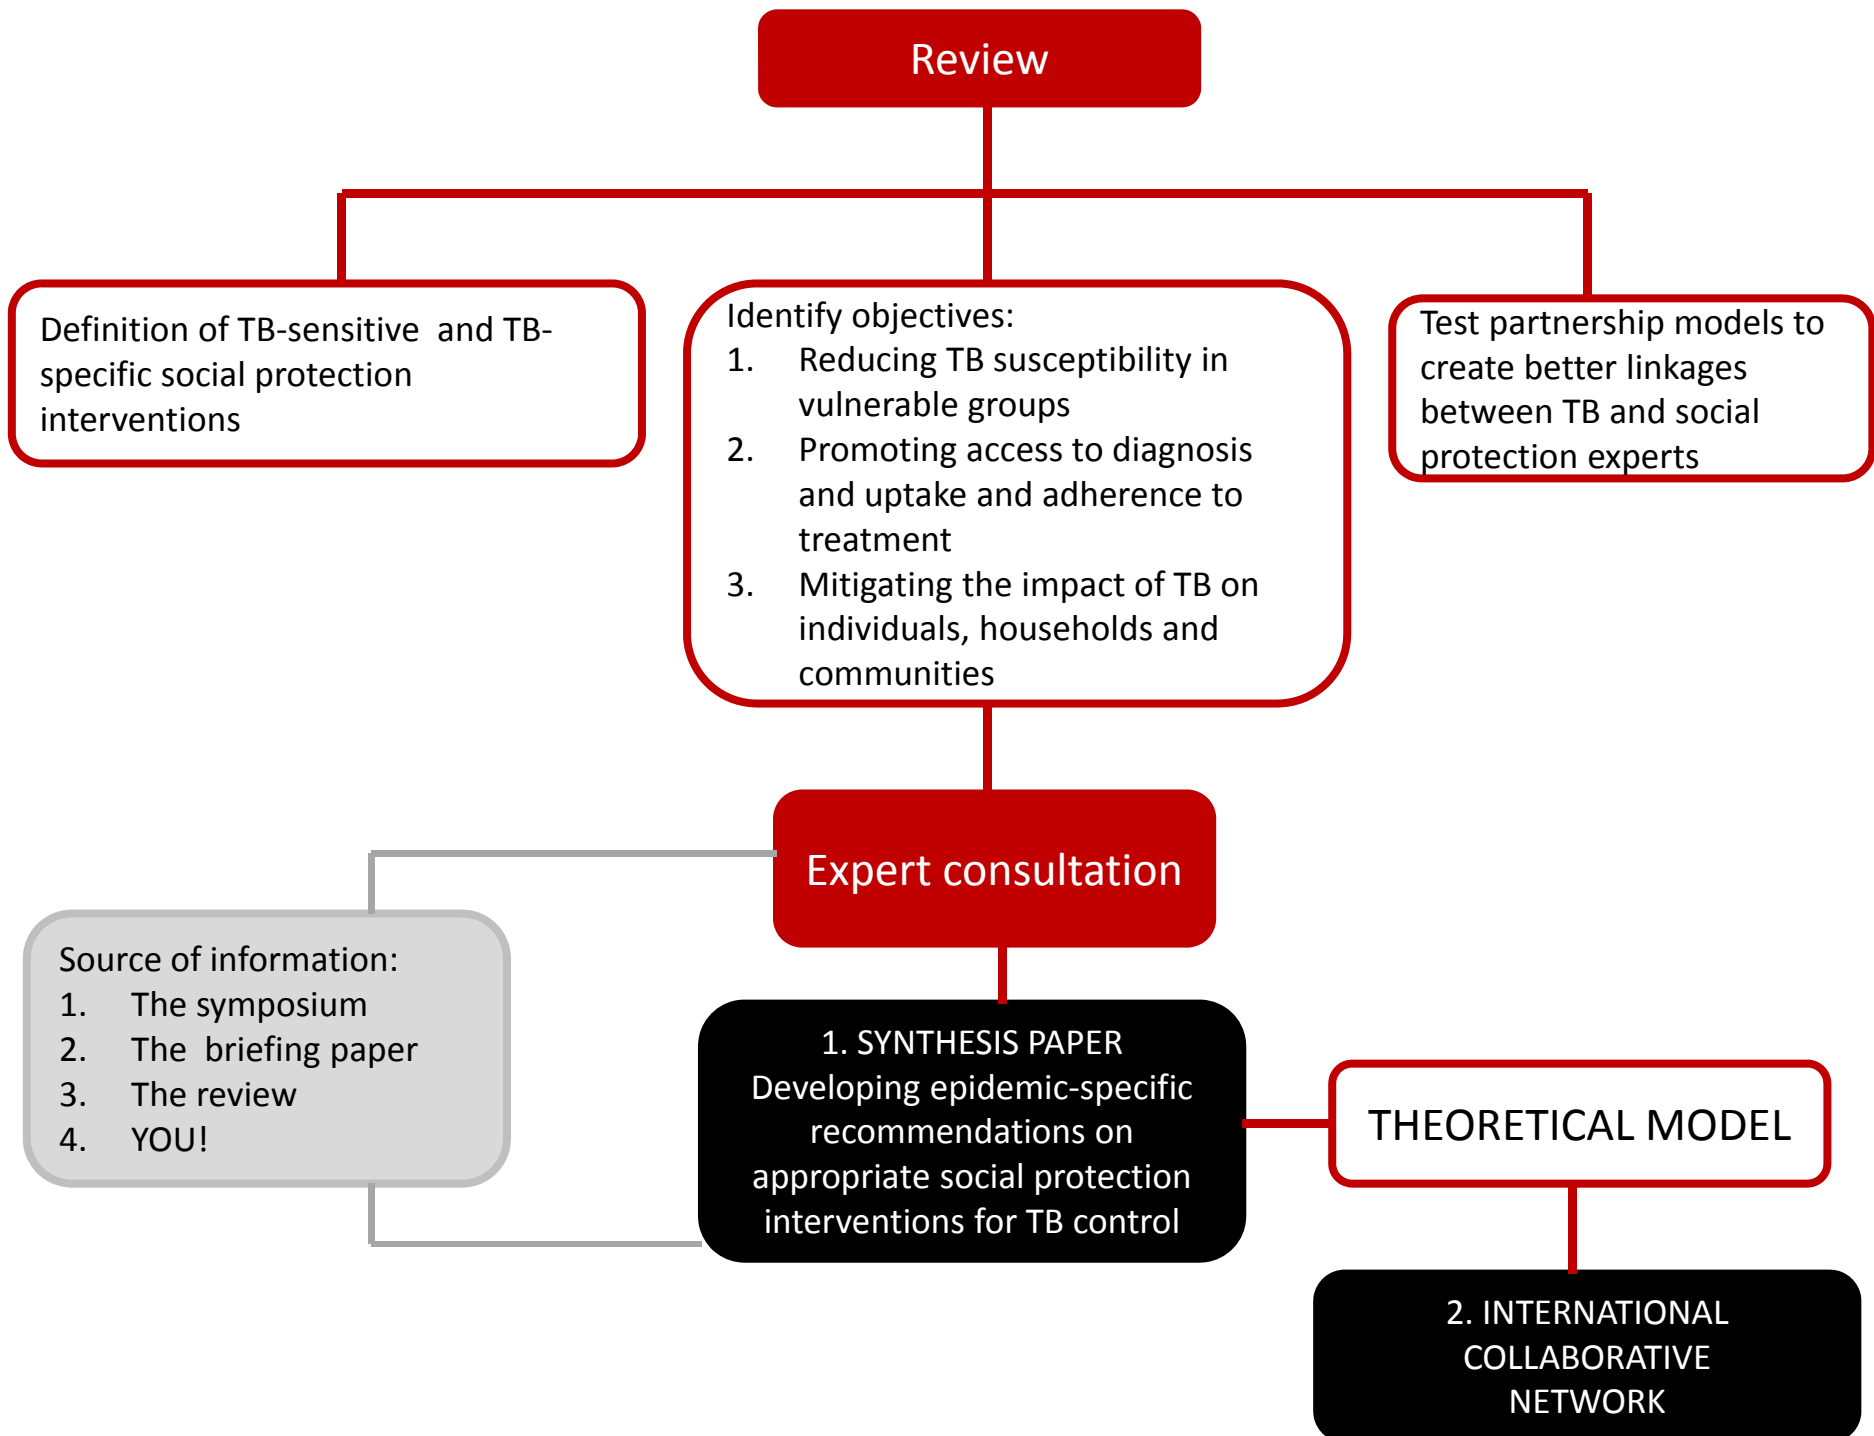 Review
Definition of TB-sensitive  and TB-
specific social protection
interventions
Identify objectives:
1. Reducing TB susceptibility in
vulnerable groups
2. Promoting access to diagnosis
and uptake and adherence to
treatment
3. Mitigating the impact of TB on
individuals, households and
communities
Test partnership models to
create better linkages
between TB and social
protection experts
Expert consultation
Source of information:
1. The symposium
2. The  briefing paper
3. The review
4. YOU!
1. SYNTHESIS PAPER
Developing epidemic-specific
recommendations on
appropriate social protection
interventions for TB control
THEORETICAL MODEL
2. INTERNATIONAL
COLLABORATIVE
NETWORK